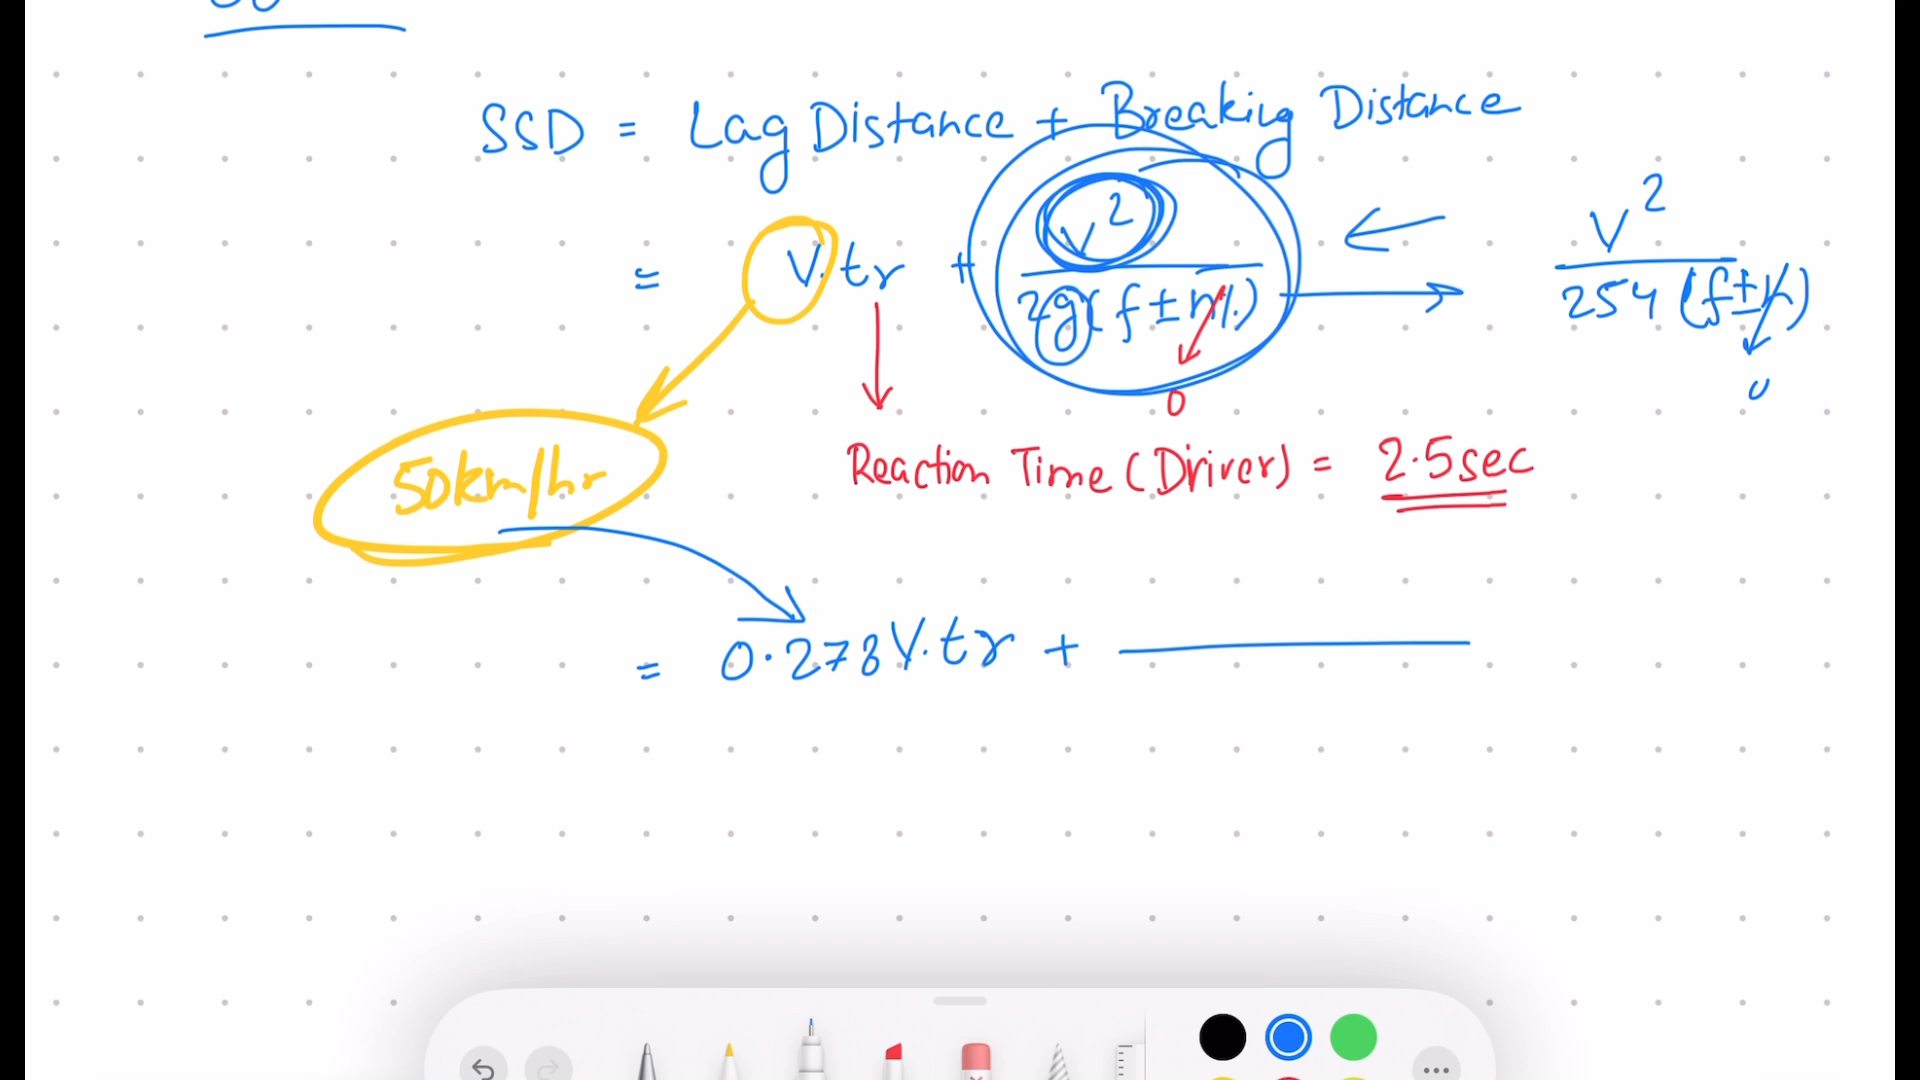 SSD = Lag Distance + Breaking Distance
= V.tr + V² / 2g(f±n%) V² / 254 (f±n)
0 0
50km/hr
Reaction Time (Driver) = 2.5sec
= 0.278V.tr +